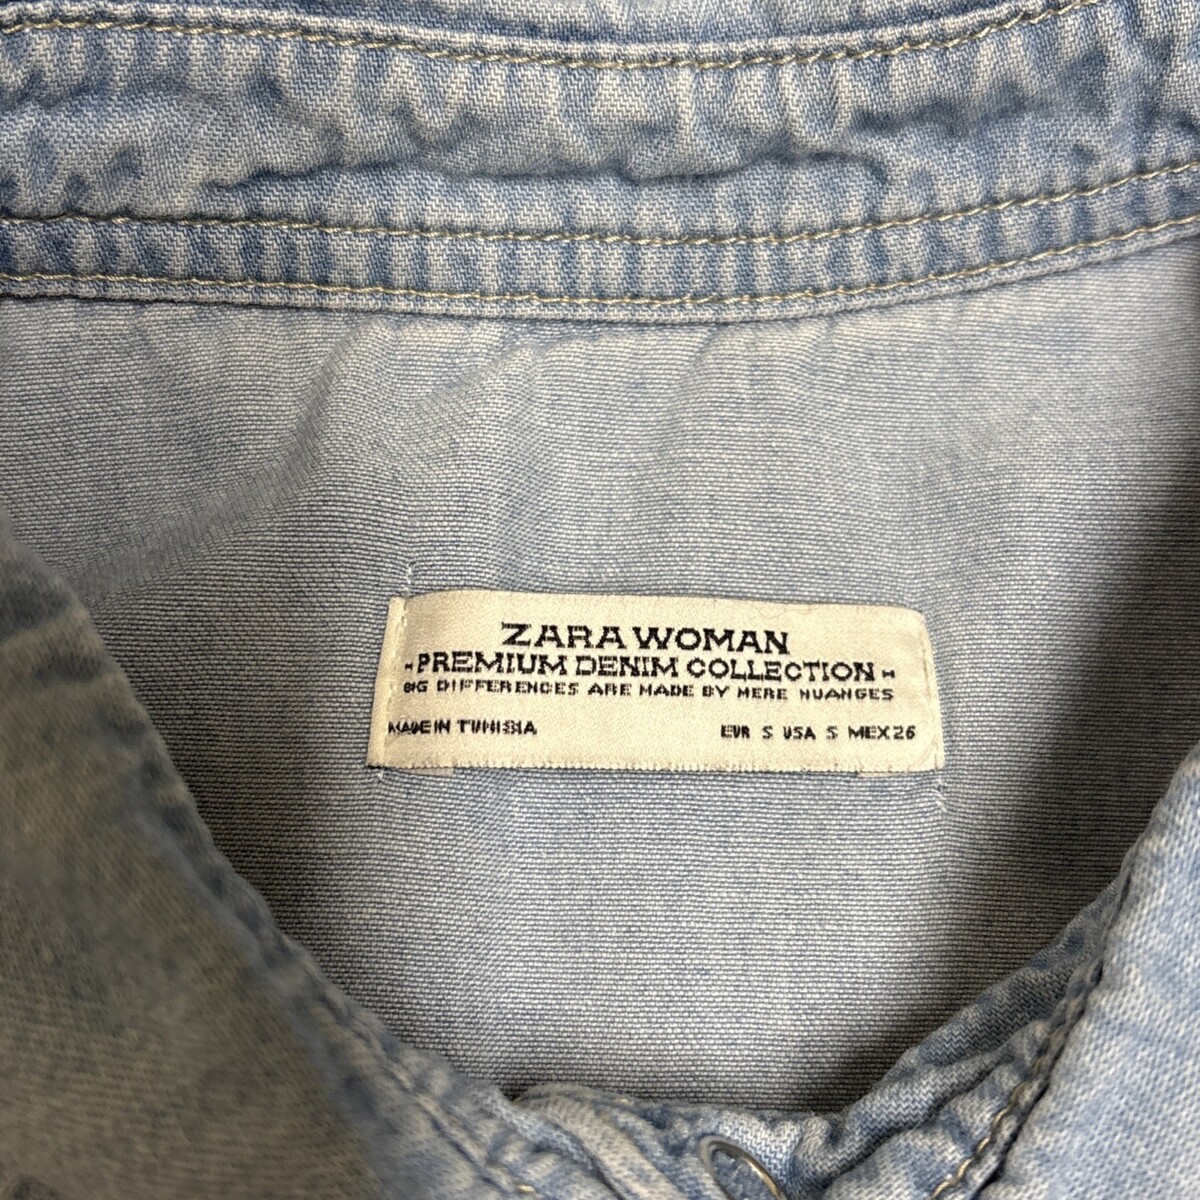 ZARA WOMAN
- PREMIUM DENIM COLLECTION -
BIG DIFFERENCES ARE MADE BY MERE NUANCES
MADE IN TUNISIA EUR S USA S MEX 26